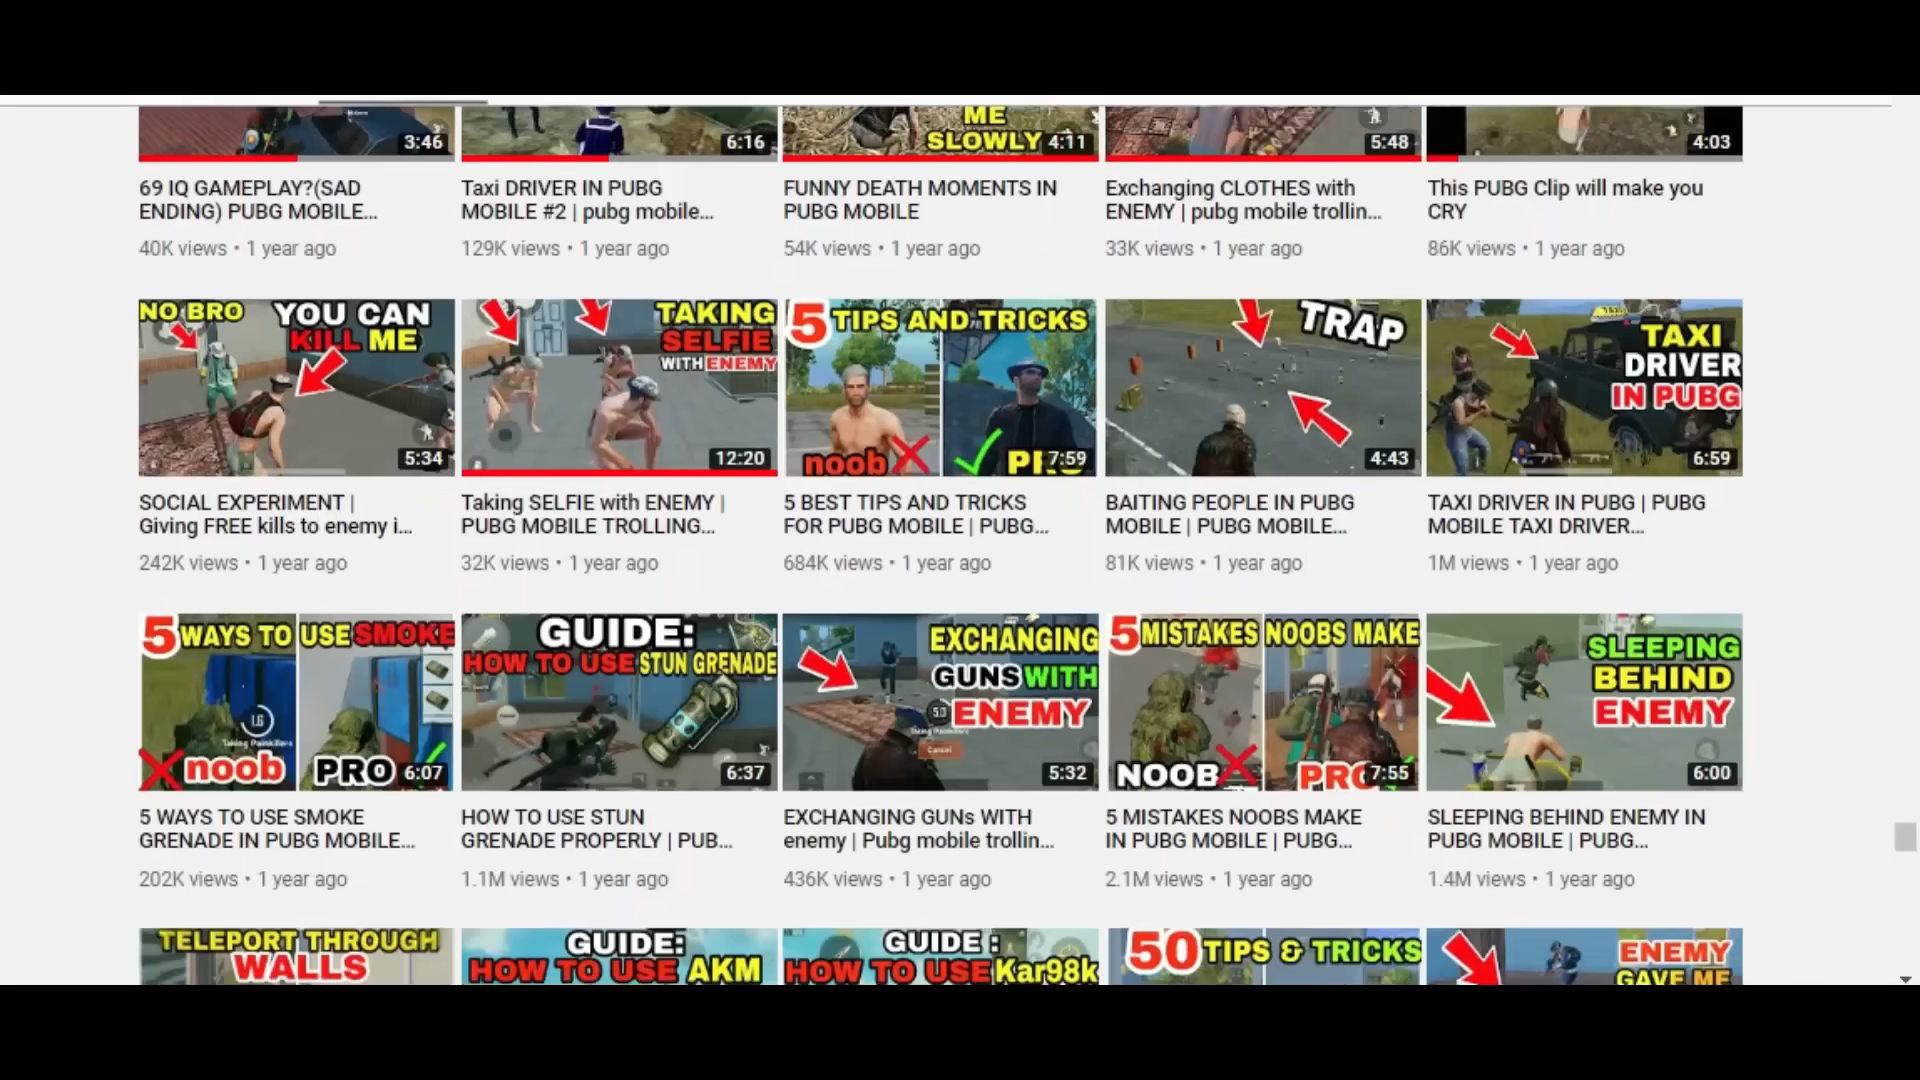 3:46
6:16
ME
SLOWLY 4:11
5:48
4:03
69 IQ GAMEPLAY?(SAD
ENDING) PUBG MOBILE...
40K views • 1 year ago
Taxi DRIVER IN PUBG
MOBILE #2 | pubg mobile...
129K views • 1 year ago
FUNNY DEATH MOMENTS IN
PUBG MOBILE
54K views • 1 year ago
Exchanging CLOTHES with
ENEMY | pubg mobile trollin...
33K views • 1 year ago
This PUBG Clip will make you
CRY
86K views • 1 year ago
NO BRO YOU CAN
KILL ME
5:34
TAKING
SELFIE
WITH ENEMY
12:20
5 TIPS AND TRICKS
noob
7:59
TRAP
4:43
TAXI
DRIVER
IN PUBG
6:59
SOCIAL EXPERIMENT |
Giving FREE kills to enemy i...
242K views • 1 year ago
Taking SELFIE with ENEMY |
PUBG MOBILE TROLLING...
32K views • 1 year ago
5 BEST TIPS AND TRICKS
FOR PUBG MOBILE | PUBG...
684K views • 1 year ago
BAITING PEOPLE IN PUBG
MOBILE | PUBG MOBILE...
81K views • 1 year ago
TAXI DRIVER IN PUBG | PUBG
MOBILE TAXI DRIVER...
1M views • 1 year ago
5 WAYS TO USE SMOKE
Taking Painkillers
noob PRO 6:07
GUIDE:
HOW TO USE STUN GRENADE
6:37
EXCHANGING
GUNS WITH
5.0 ENEMY
Cancel
5:32
5 MISTAKES NOOBS MAKE
NOOB PRO 7:55
SLEEPING
BEHIND
ENEMY
6:00
5 WAYS TO USE SMOKE
GRENADE IN PUBG MOBILE...
202K views • 1 year ago
HOW TO USE STUN
GRENADE PROPERLY | PUB...
1.1M views • 1 year ago
EXCHANGING GUNs WITH
enemy | Pubg mobile trollin...
436K views • 1 year ago
5 MISTAKES NOOBS MAKE
IN PUBG MOBILE | PUBG...
2.1M views • 1 year ago
SLEEPING BEHIND ENEMY IN
PUBG MOBILE | PUBG...
1.4M views • 1 year ago
TELEPORT THROUGH
WALLS
GUIDE:
HOW TO USE AKM
GUIDE :
HOW TO USE Kar98k
50 TIPS & TRICKS
ENEMY
GAVE ME